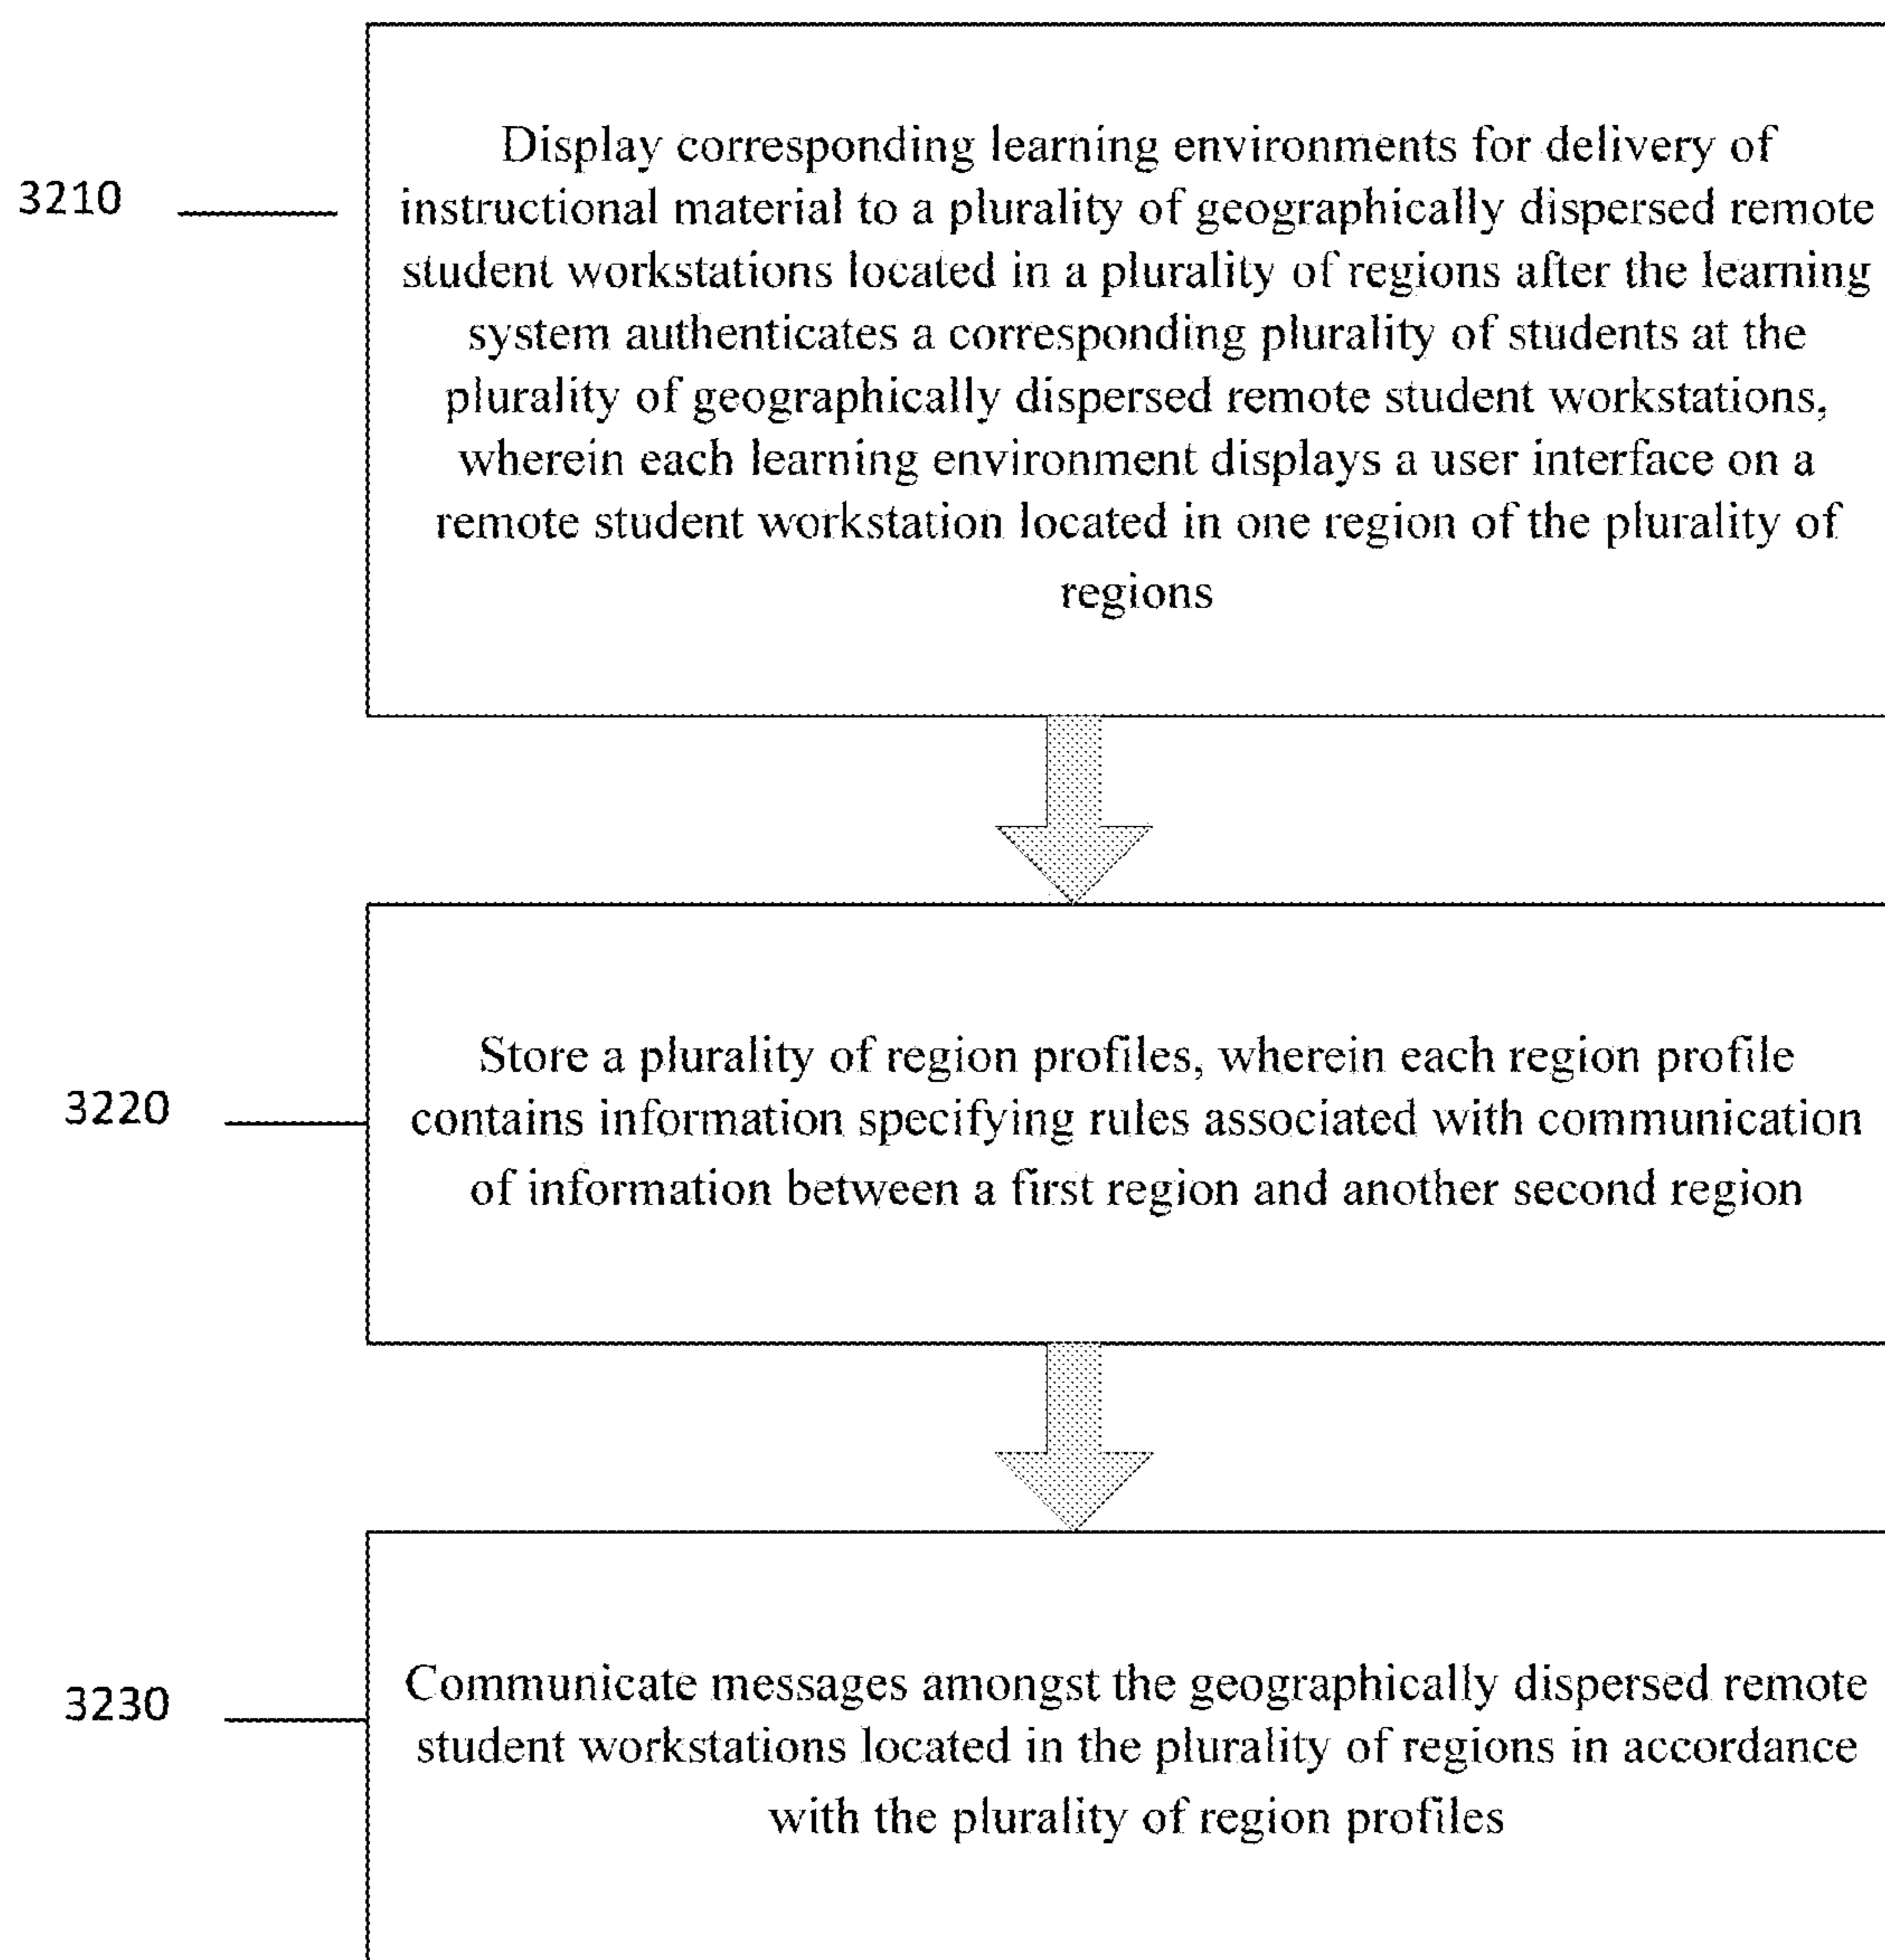 Display corresponding learning environments for delivery of
3210
instructional material to a plurality of geographically dispersed remote
student workstations located in a plurality of regions after the learning
system authenticates a corresponding plurality of students at the
plurality of geographically dispersed remote student workstations,
wherein each learning environment displays a user interface on a
remote student workstation located in one region of the plurality of
regions
Store a plurality of region profiles, wherein each region profile
3220
contains information specifying rules associated with communication
of information between a first region and another second region
3230
Communicate messages amongst the geographically dispersed remote
student workstations located in the plurality of regions in accordance
with the plurality of region profiles